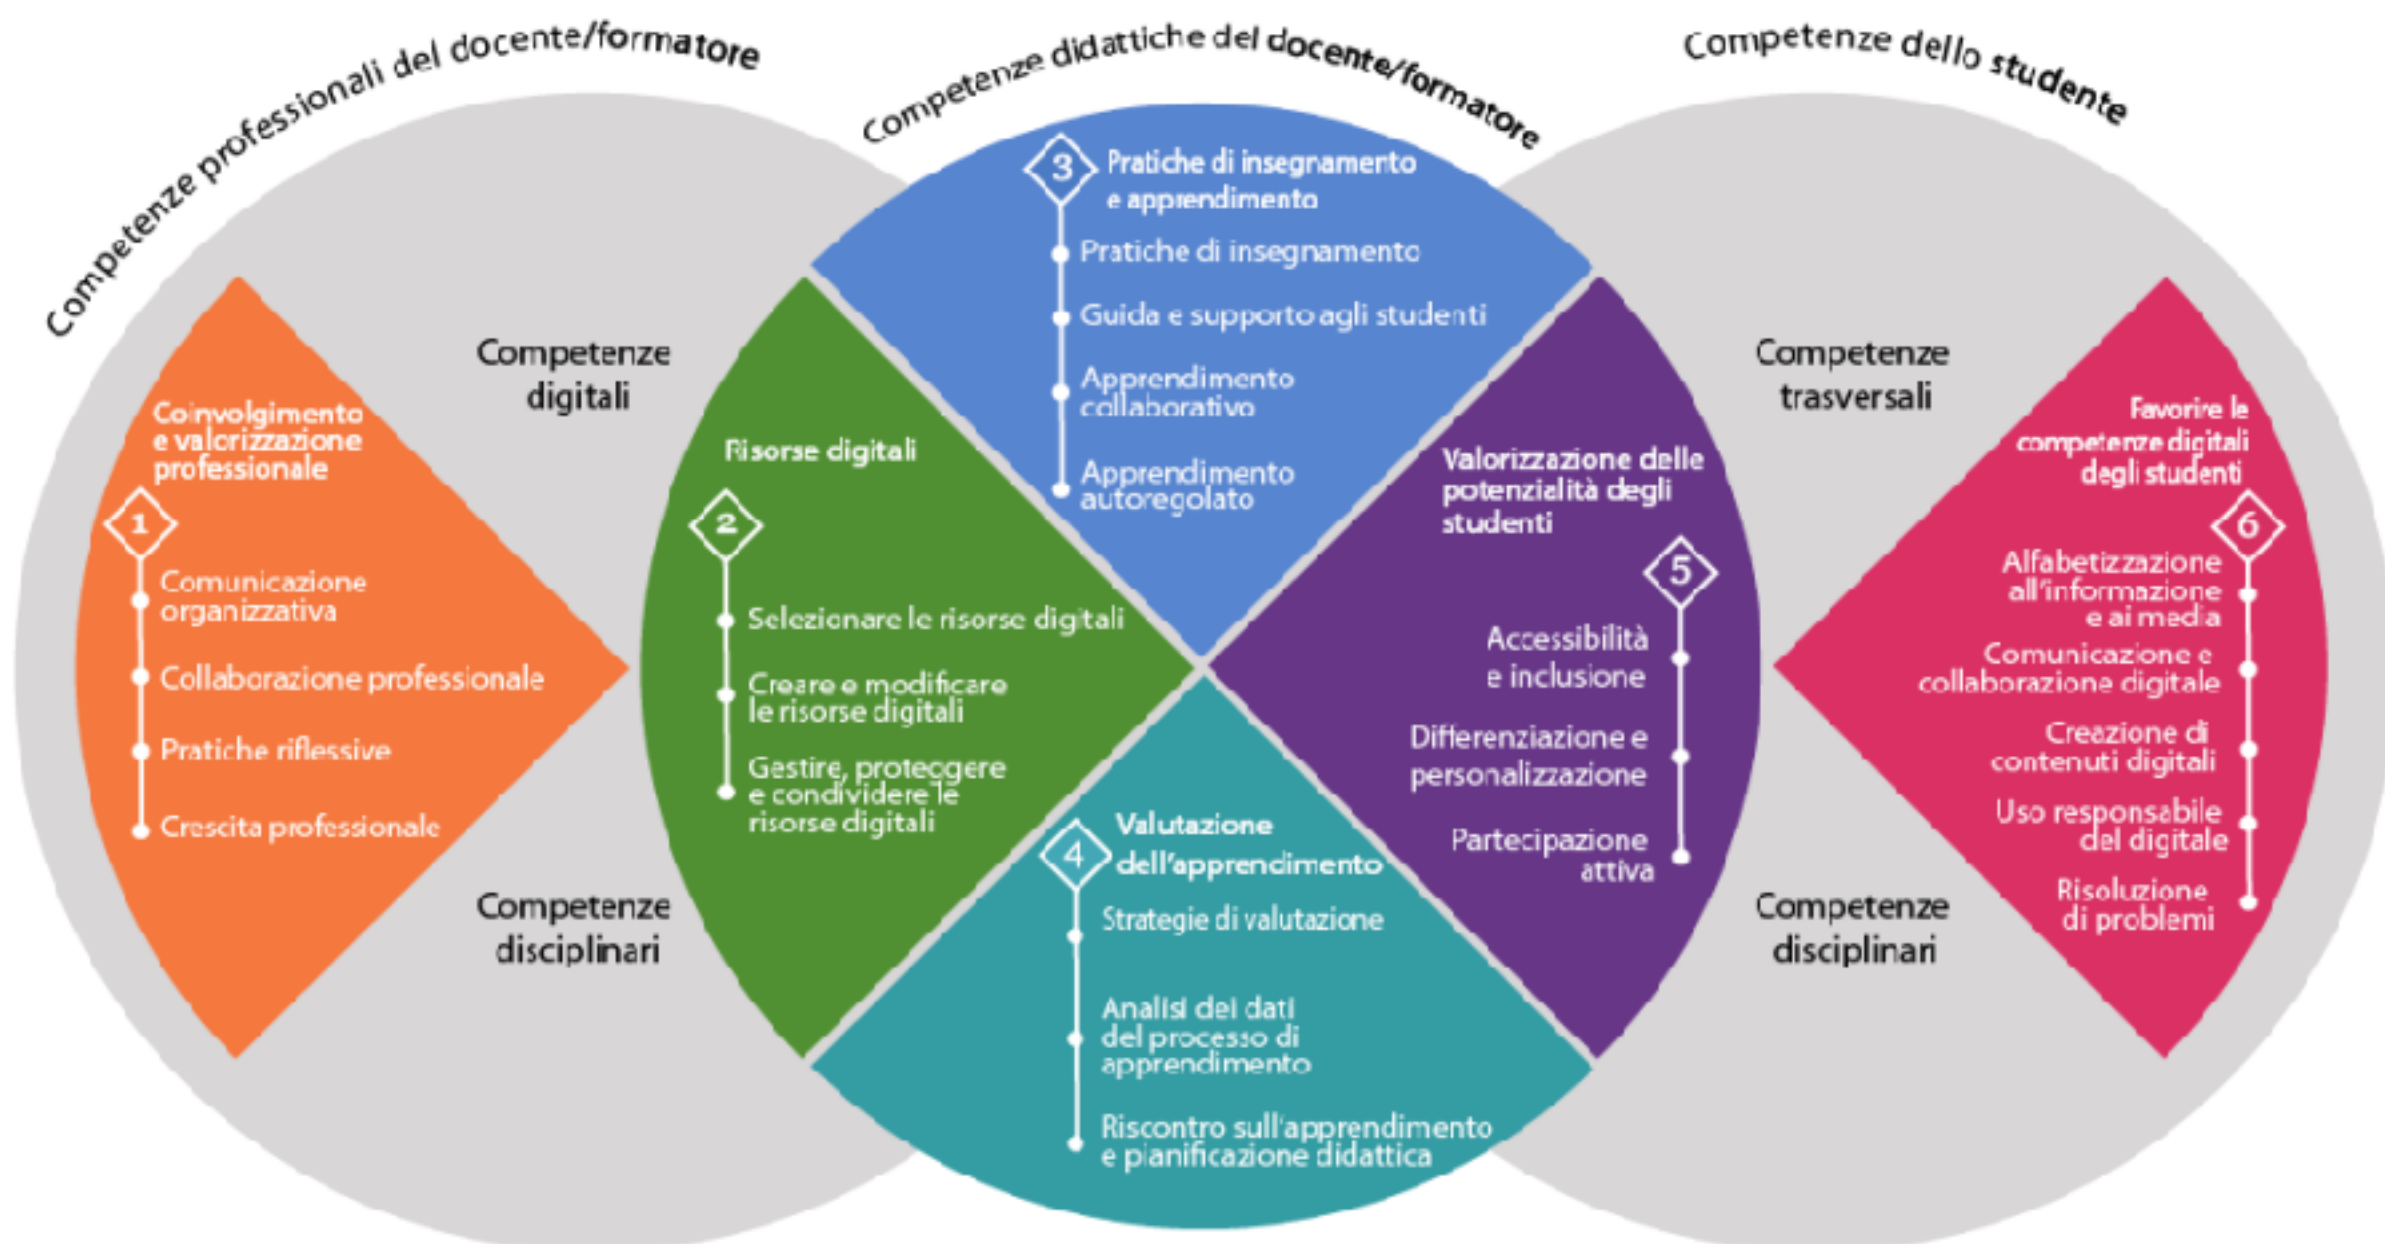 Competenze professionali del docente/formatore
Competenze didattiche del docente/formatore
Competenze dello studente
Competenze
digitali
Competenze
disciplinari
Coinvolgimento
e valorizzazione
professionale
1
Comunicazione
organizzativa
Collaborazione professionale
Pratiche riflessive
Crescita professionale
Risorse digitali
2
Selezionare le risorse digitali
Creare e modificare
le risorse digitali
Gestire, proteggere
e condividere le
risorse digitali
3
Pratiche di insegnamento
e apprendimento
Pratiche di insegnamento
Guida e supporto agli studenti
Apprendimento
collaborativo
Apprendimento
autoregolato
4
Valutazione
dell'apprendimento
Strategie di valutazione
Analisi dei dati
del processo di
apprendimento
Riscontro sull'apprendimento
e pianificazione didattica
Valorizzazione delle
potenzialità degli
studenti
5
Accessibilità
e inclusione
Differenziazione e
personalizzazione
Partecipazione
attiva
Competenze
trasversali
Competenze
disciplinari
Favorire le
competenze digitali
degli studenti
6
Alfabetizzazione
all'informazione
e ai media
Comunicazione e
collaborazione digitale
Creazione di
contenuti digitali
Uso responsabile
del digitale
Risoluzione
di problemi